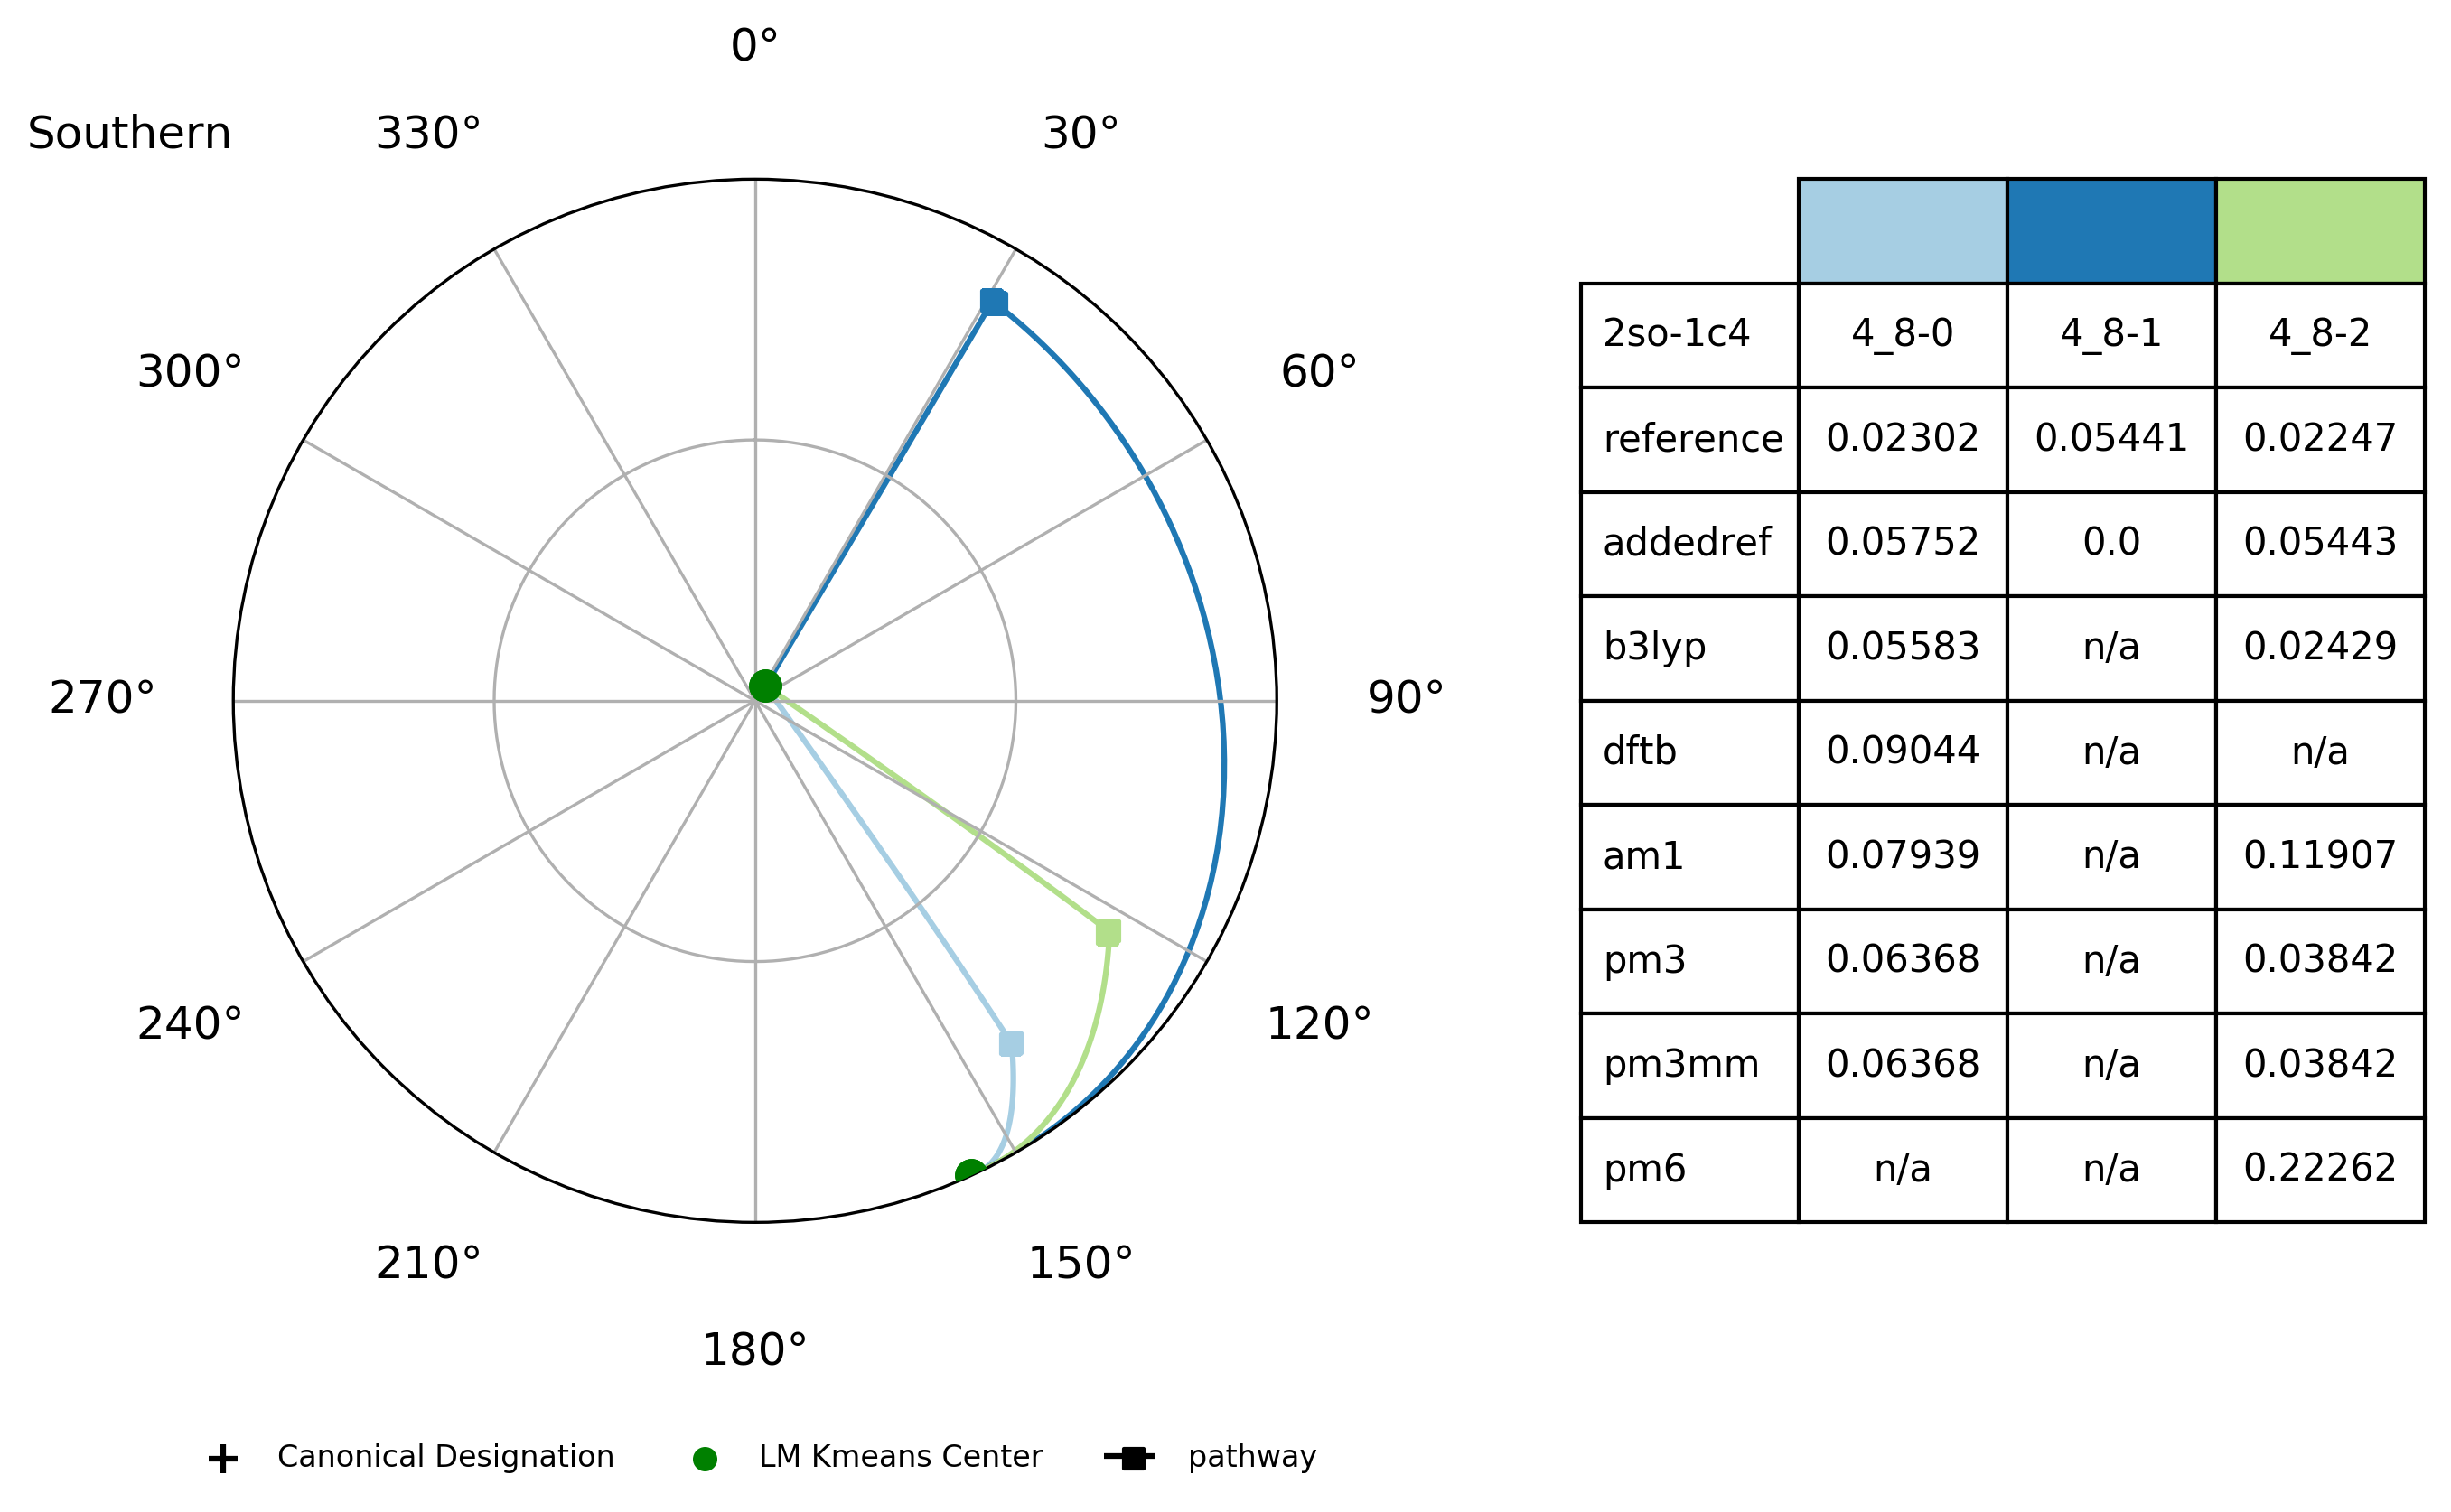 Southern
0°
30°
60°
90°
120°
150°
180°
210°
240°
270°
300°
330°
2so-1c4 4_8-0 4_8-1 4_8-2
reference 0.02302 0.05441 0.02247
addedref 0.05752 0.0 0.05443
b3lyp 0.05583 n/a 0.02429
dftb 0.09044 n/a n/a
am1 0.07939 n/a 0.11907
pm3 0.06368 n/a 0.03842
pm3mm 0.06368 n/a 0.03842
pm6 n/a n/a 0.22262
Canonical Designation LM Kmeans Center pathway